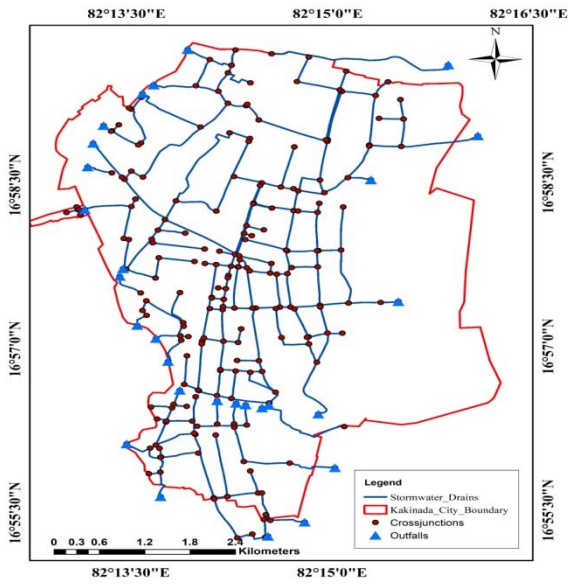 82°13'30"E 82°15'0"E 82°16'30"E
N
16°58'30"N 16°58'30"N
16°57'0"N 16°57'0"N
16°55'30"N 16°55'30"N
Legend
Stormwater_Drains
Kakinada_City_Boundary
Crossjunctions
Outfalls
0 0.3 0.6 1.2 1.8 2.4
Kilometers
82°13'30"E 82°15'0"E